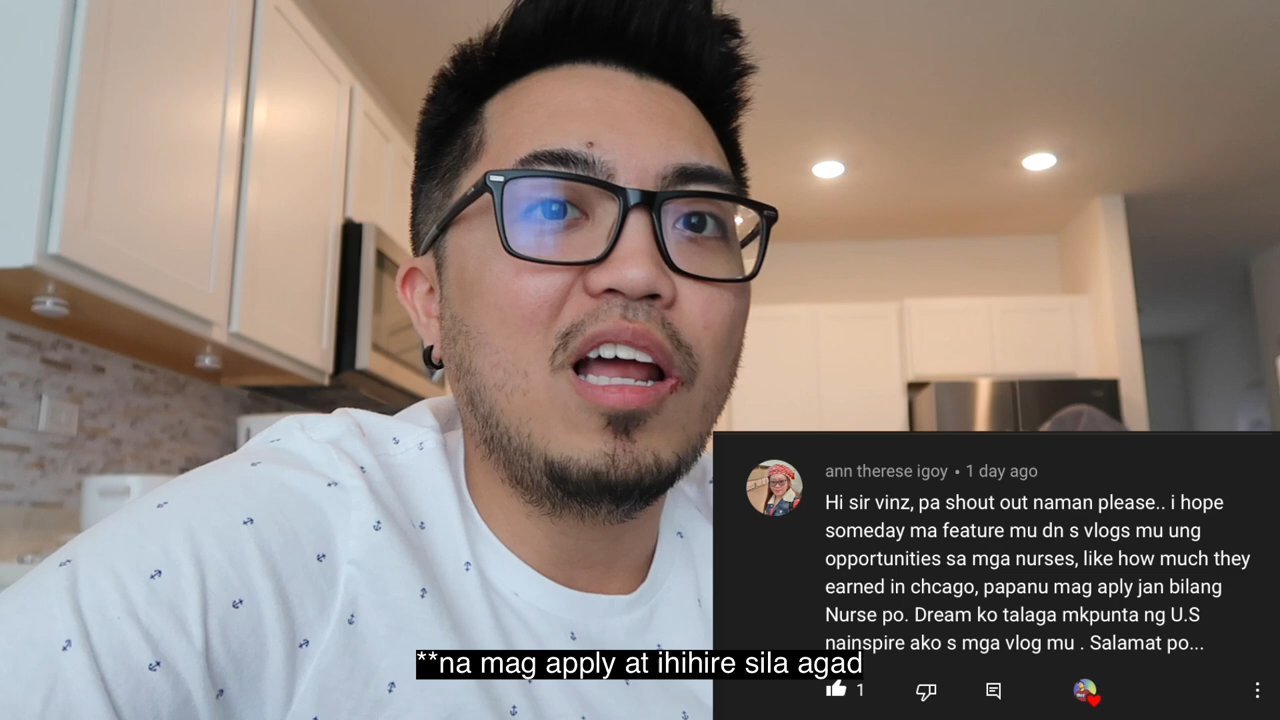 ann therese igoy • 1 day ago
Hi sir vinz, pa shout out naman please.. i hope
someday ma feature mu dn s vlogs mu ung
opportunities sa mga nurses, like how much they
earned in chcago, papanu mag aply jan bilang
Nurse po. Dream ko talaga mkpunta ng U.S
nainspire ako s mga vlog mu . Salamat po...
**na mag apply at ihihire sila agad
1